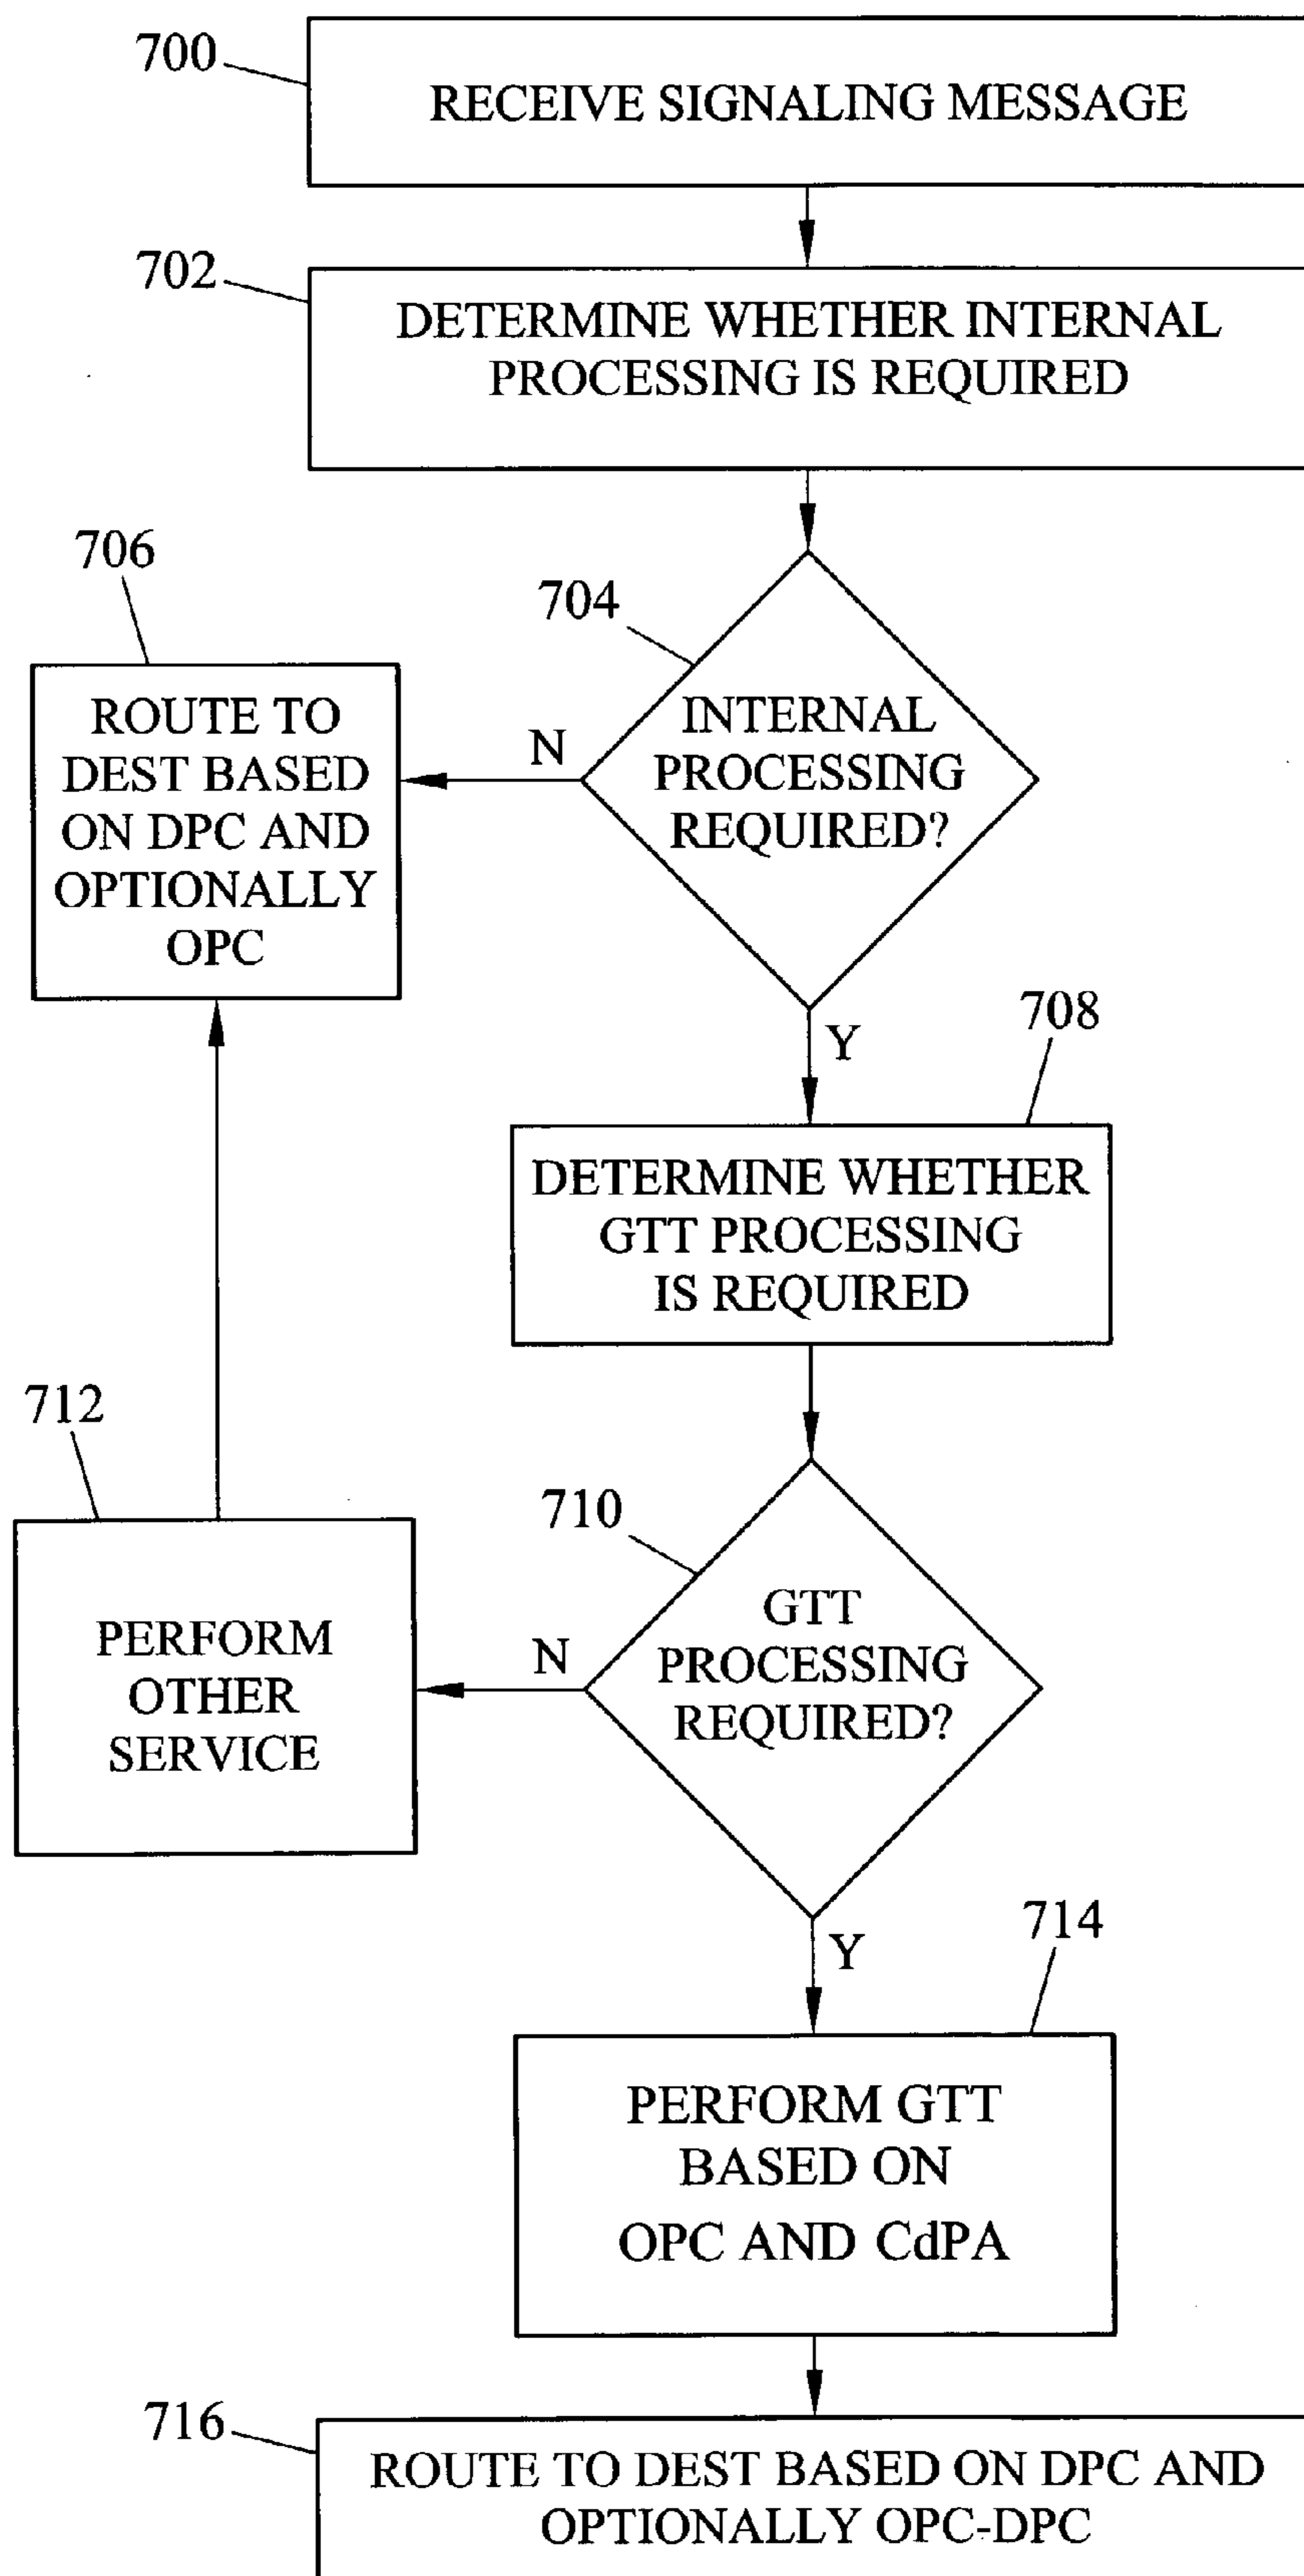 700
RECEIVE SIGNALING MESSAGE
702
DETERMINE WHETHER INTERNAL
PROCESSING IS REQUIRED
704
INTERNAL
PROCESSING
REQUIRED?
N
706
ROUTE TO
DEST BASED
ON DPC AND
OPTIONALLY
OPC
Y
708
DETERMINE WHETHER
GTT PROCESSING
IS REQUIRED
710
GTT
PROCESSING
REQUIRED?
N
712
PERFORM
OTHER
SERVICE
Y
714
PERFORM GTT
BASED ON
OPC AND CdPA
716
ROUTE TO DEST BASED ON DPC AND
OPTIONALLY OPC-DPC